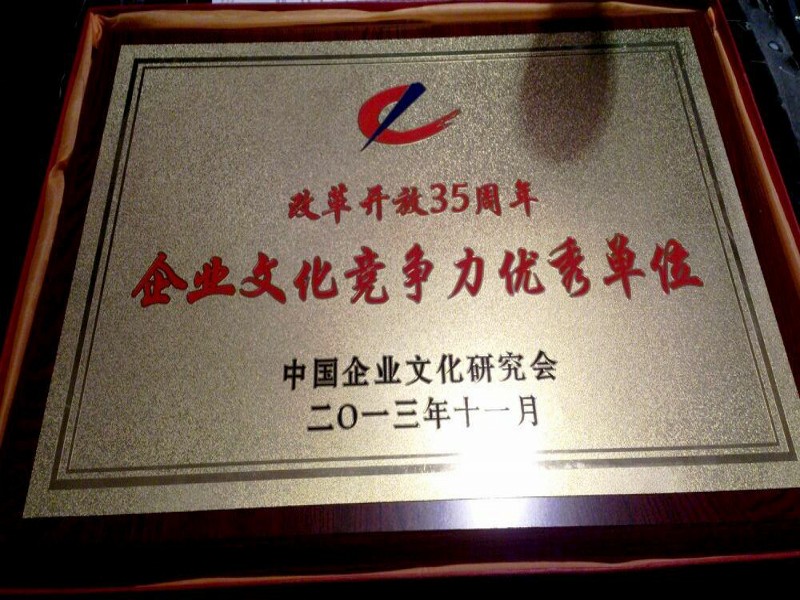 改革开放35周年
企业文化竞争力优秀单位
中国企业文化研究会
二〇一三年十一月